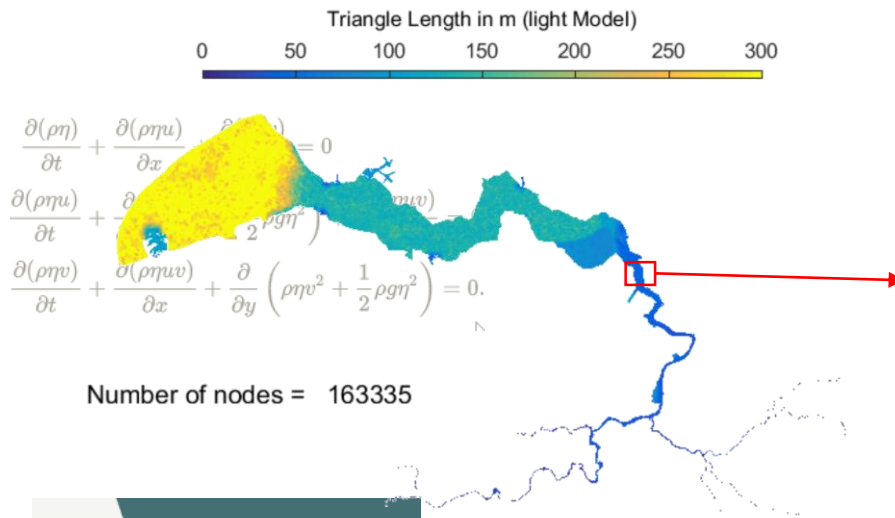 Triangle Length in m (light Model)
0 50 100 150 200 250 300
∂(ρη)/∂t + ∂(ρηu)/∂x + = 0
∂(ρηu)/∂t + ρgη²) =
∂(ρηv)/∂t + ∂(ρηuv)/∂x + ∂/∂y (ρηv² + 1/2 ρgη²) = 0.
Number of nodes = 163335